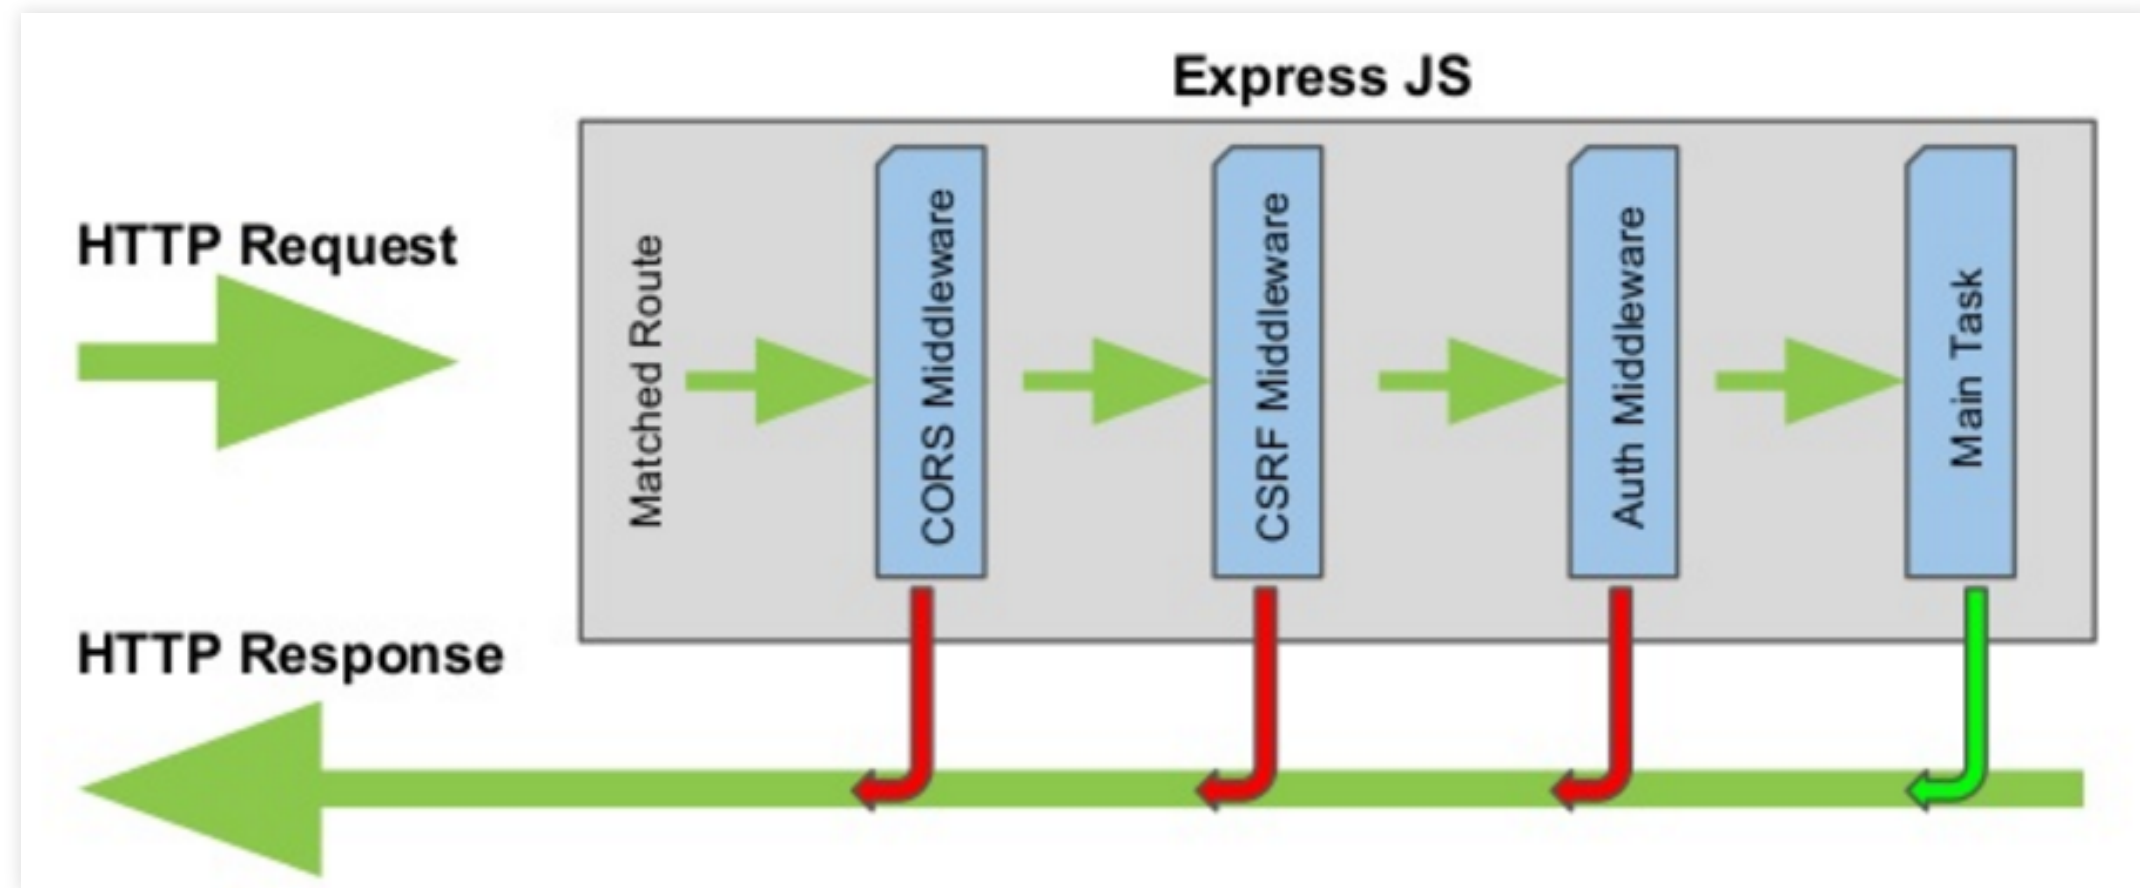 Express JS
HTTP Request
Matched Route
CORS Middleware
CSRF Middleware
Auth Middleware
Main Task
HTTP Response